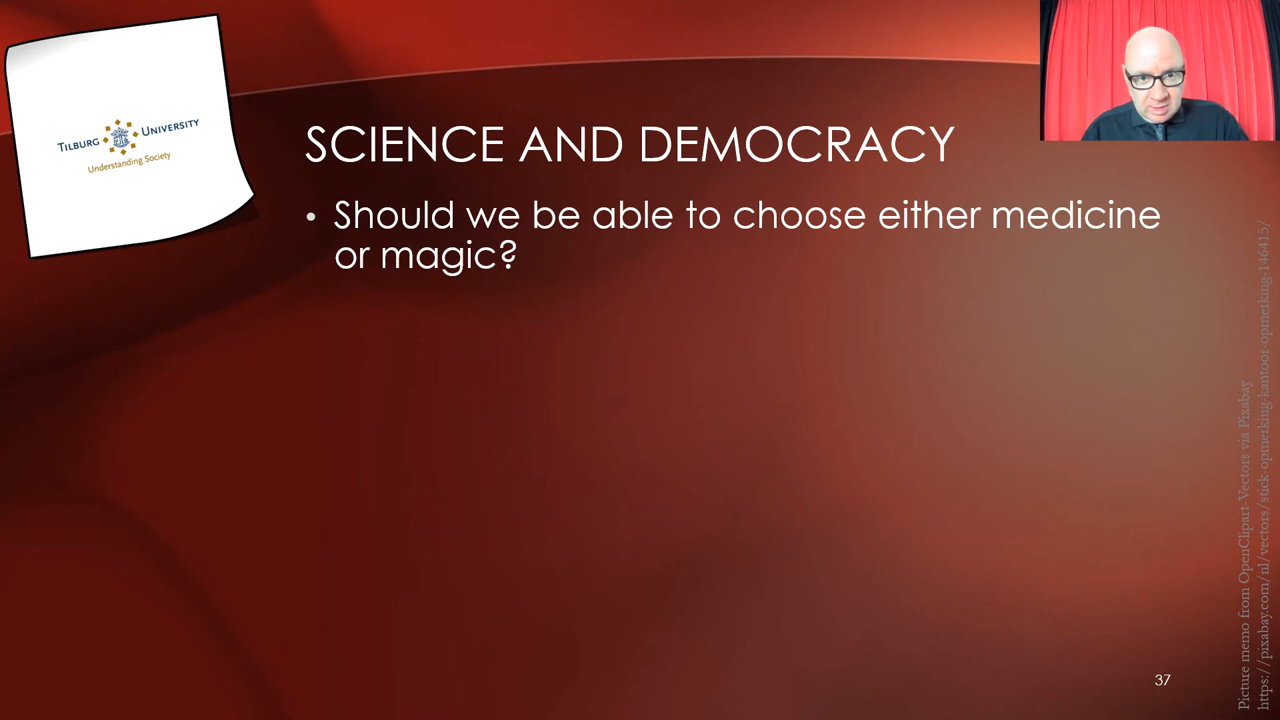 TILBURG UNIVERSITY
Understanding Society
SCIENCE AND DEMOCRACY
• Should we be able to choose either medicine
or magic?
Picture memo from OpenClipart-Vectors via Pixabay
https://pixabay.com/nl/vectors/stick-opmerking-kantoor-opmerking-146415/
37